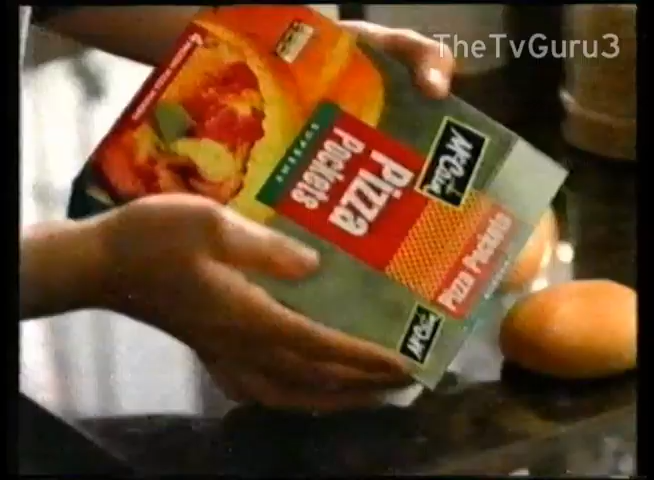 TheTvGuru3
McCain
Pizza
Pockets
SUPREME
Pizza Pockets
McCain